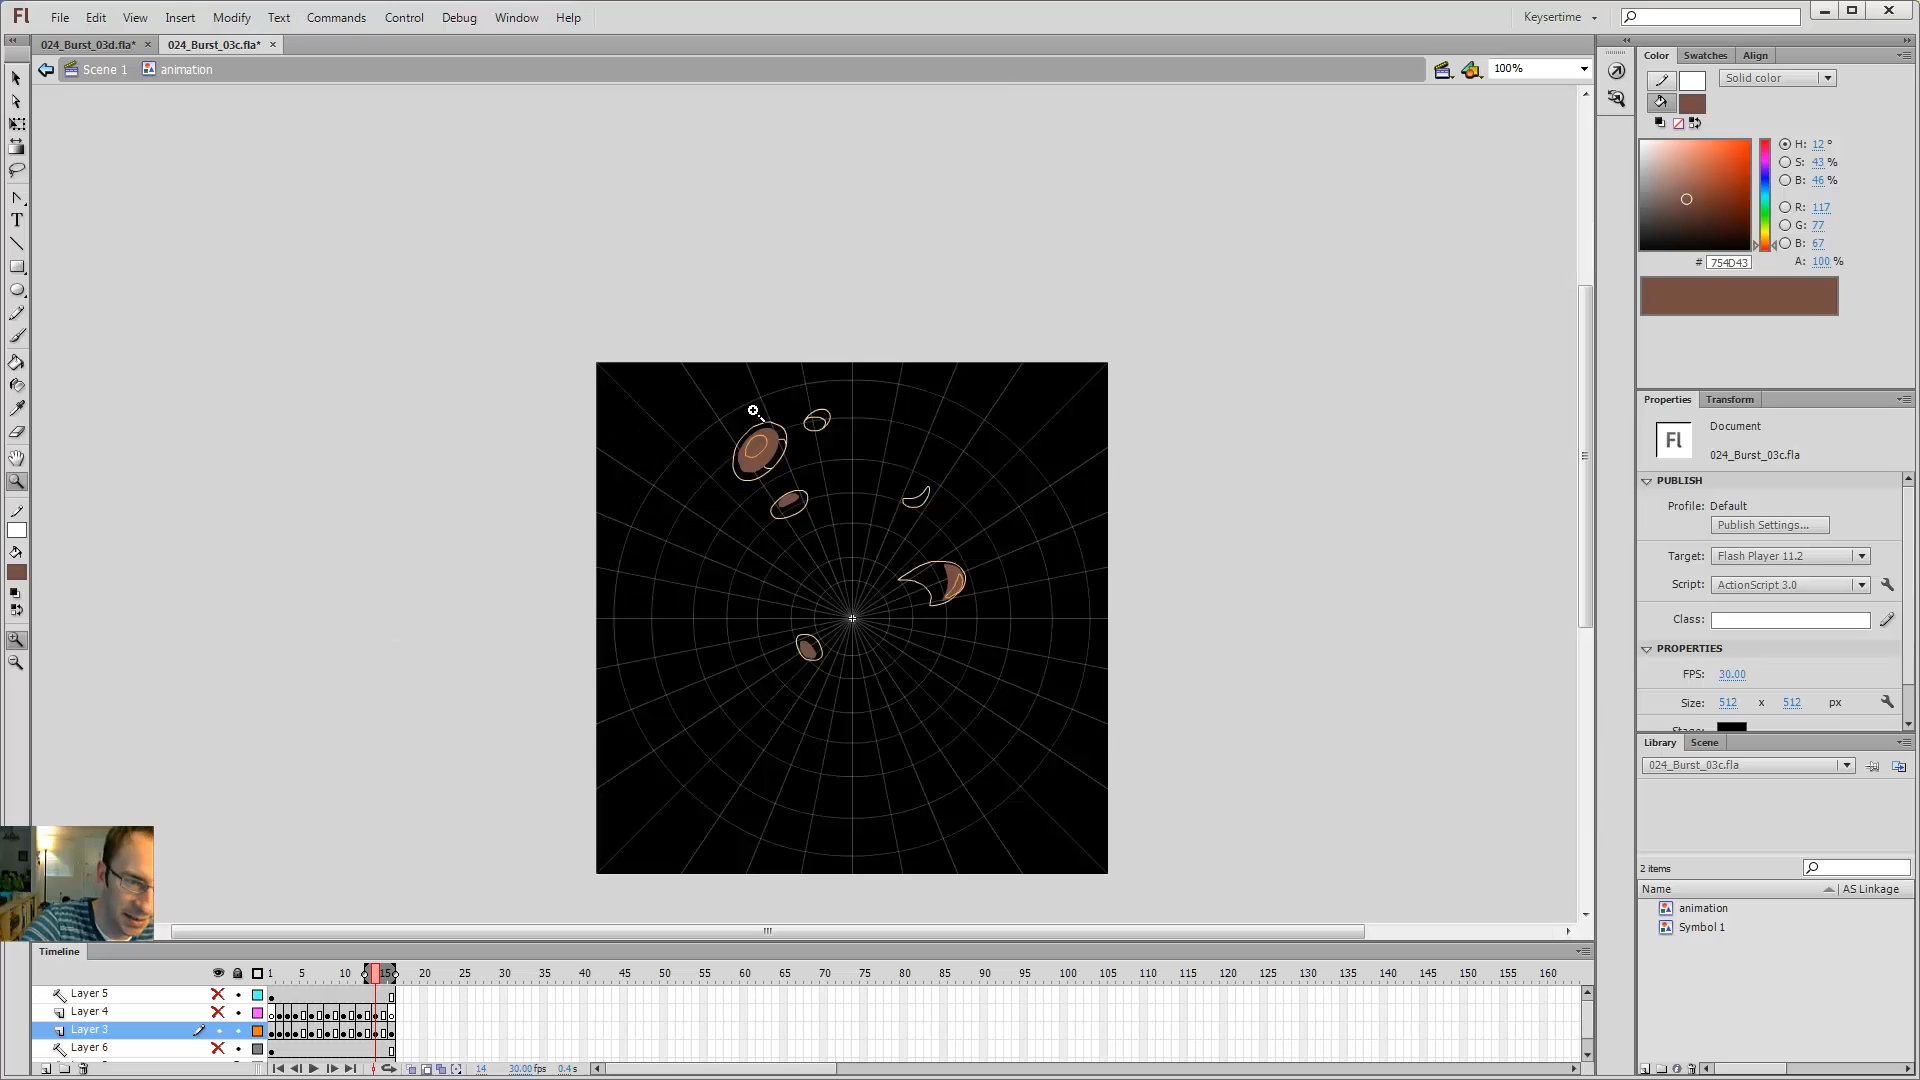 Fl File Edit View Insert Modify Text Commands Control Debug Window Help Keysertime
024_Burst_03d.fla* × 024_Burst_03c.fla* ×
Scene 1 animation 100%
Color Swatches Align
Solid color
H: 12 °
S: 43 %
B: 46 %
R: 117
G: 77
B: 67
# 754D43 A: 100 %
Properties Transform
Fl Document
024_Burst_03c.fla
PUBLISH
Profile: Default
Publish Settings...
Target: Flash Player 11.2
Script: ActionScript 3.0
Class:
PROPERTIES
FPS: 30.00
Size: 512 x 512 px
Library Scene
024_Burst_03c.fla
2 items
Name AS Linkage
animation
Symbol 1
Timeline
1 5 10 15 20 25 30 35 40 45 50 55 60 65 70 75 80 85 90 95 100 105 110 115 120 125 130 135 140 145 150 155 160
Layer 5
Layer 4
Layer 3
Layer 6
14 30.00 fps 0.4 s